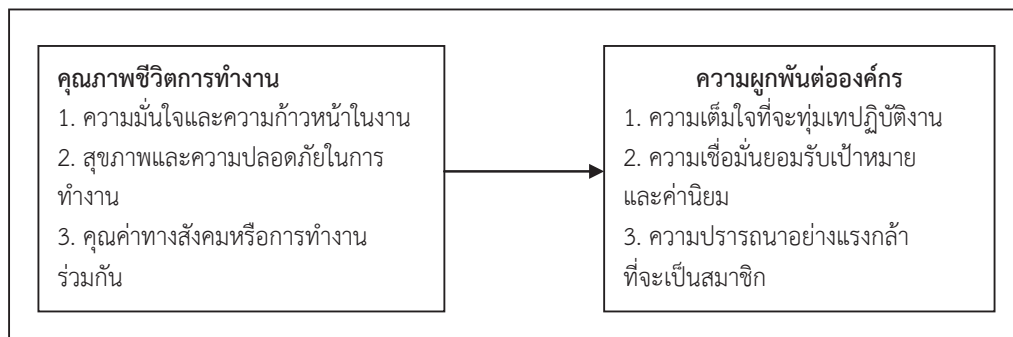 คุณภาพชีวิตการทำงาน
1. ความมั่นใจและความก้าวหน้าในงาน
2. สุขภาพและความปลอดภัยในการ
ทำงาน
3. คุณค่าทางสังคมหรือการทำงาน
ร่วมกัน
ความผูกพันต่อองค์กร
1. ความเต็มใจที่จะทุ่มเทปฏิบัติงาน
2. ความเชื่อมั่นยอมรับเป้าหมาย
และค่านิยม
3. ความปรารถนาอย่างแรงกล้า
ที่จะเป็นสมาชิก